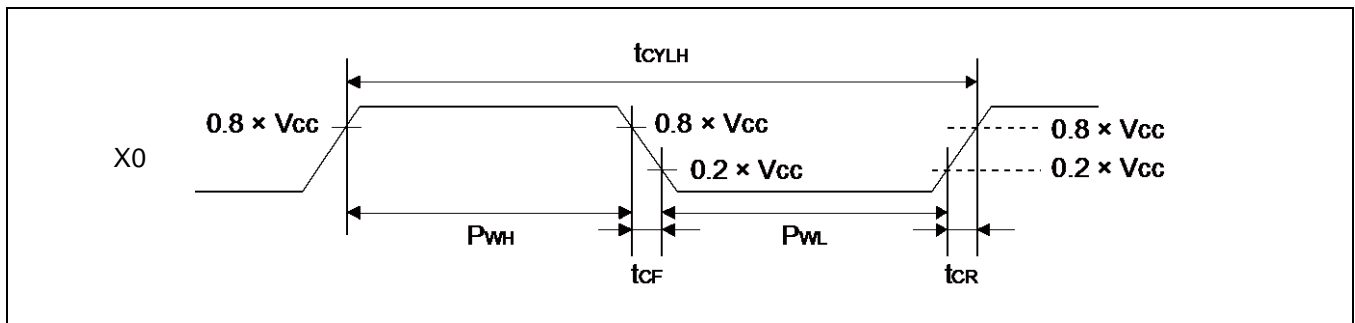 tCYLH
0.8 × VCC
0.8 × VCC
0.8 × VCC
X0
0.2 × VCC
0.2 × VCC
PWH
PWL
tCF
tCR